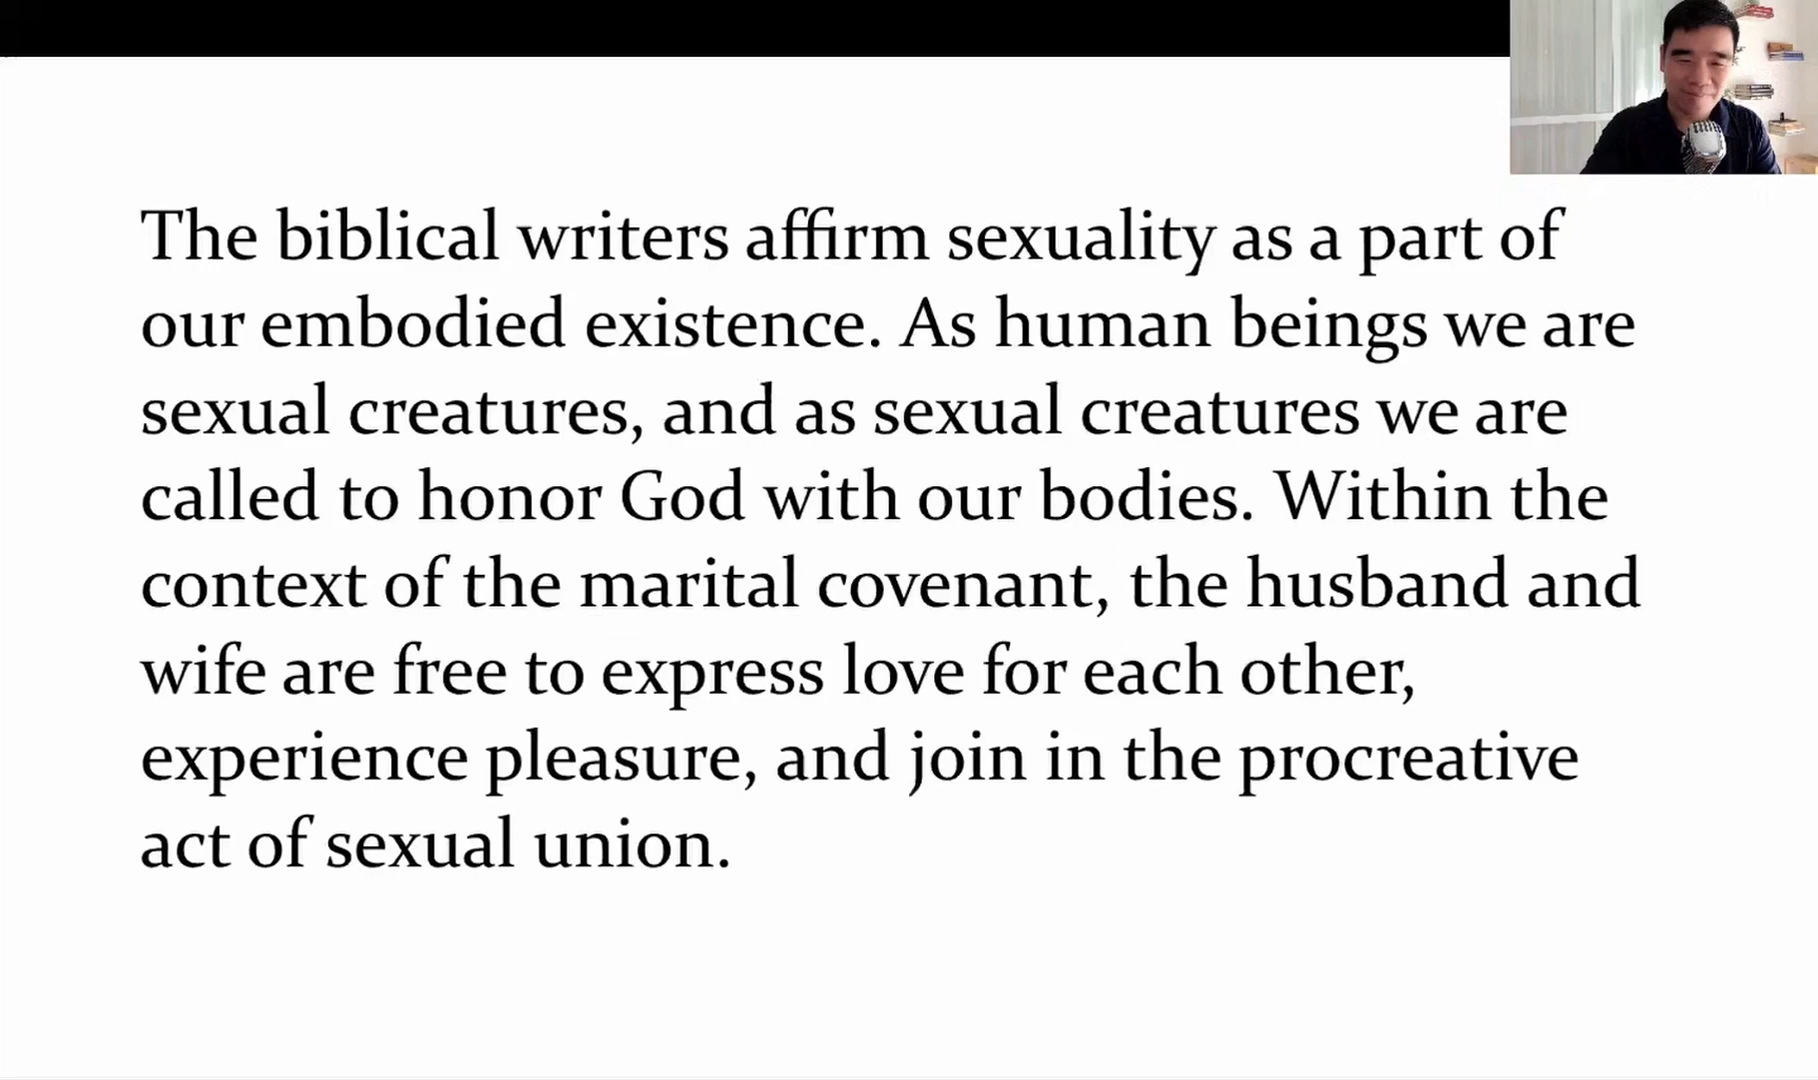 The biblical writers affirm sexuality as a part of
our embodied existence. As human beings we are
sexual creatures, and as sexual creatures we are
called to honor God with our bodies. Within the
context of the marital covenant, the husband and
wife are free to express love for each other,
experience pleasure, and join in the procreative
act of sexual union.